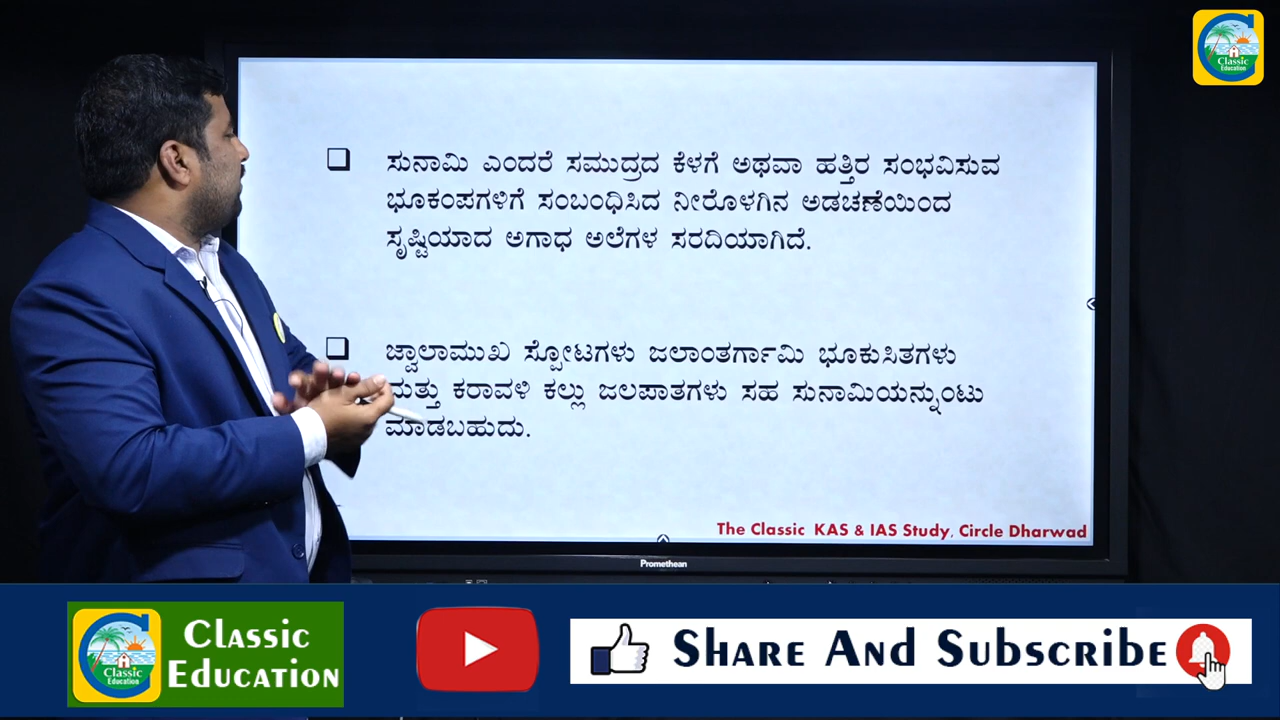 Classic
Education
❑ ಸುನಾಮಿ ಎಂದರೆ ಸಮುದ್ರದ ಕೆಳಗೆ ಅಥವಾ ಹತ್ತಿರ ಸಂಭವಿಸುವ
ಭೂಕಂಪಗಳಿಗೆ ಸಂಬಂಧಿಸಿದ ನೀರೊಳಗಿನ ಅಡಚಣೆಯಿಂದ
ಸೃಷ್ಟಿಯಾದ ಅಗಾಧ ಅಲೆಗಳ ಸರದಿಯಾಗಿದೆ.
❑ ಜ್ವಾಲಾಮುಖ ಸ್ಪೋಟಗಳು ಜಲಾಂತರ್ಗಾಮಿ ಭೂಕುಸಿತಗಳು
ಮತ್ತು ಕರಾವಳಿ ಕಲ್ಲು ಜಲಪಾತಗಳು ಸಹ ಸುನಾಮಿಯನ್ನುಂಟು
ಮಾಡಬಹುದು.
The Classic KAS & IAS Study, Circle Dharwad
Promethean
Classic
Education
Classic
Education
Share And Subscribe